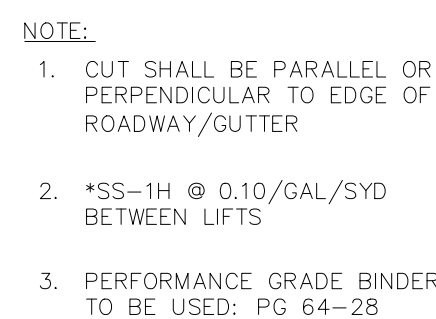 NOTE:
1. CUT SHALL BE PARALLEL OR
PERPENDICULAR TO EDGE OF
ROADWAY/GUTTER
2. *SS-1H @ 0.10/GAL/SYD
BETWEEN LIFTS
3. PERFORMANCE GRADE BINDER
TO BE USED: PG 64-28